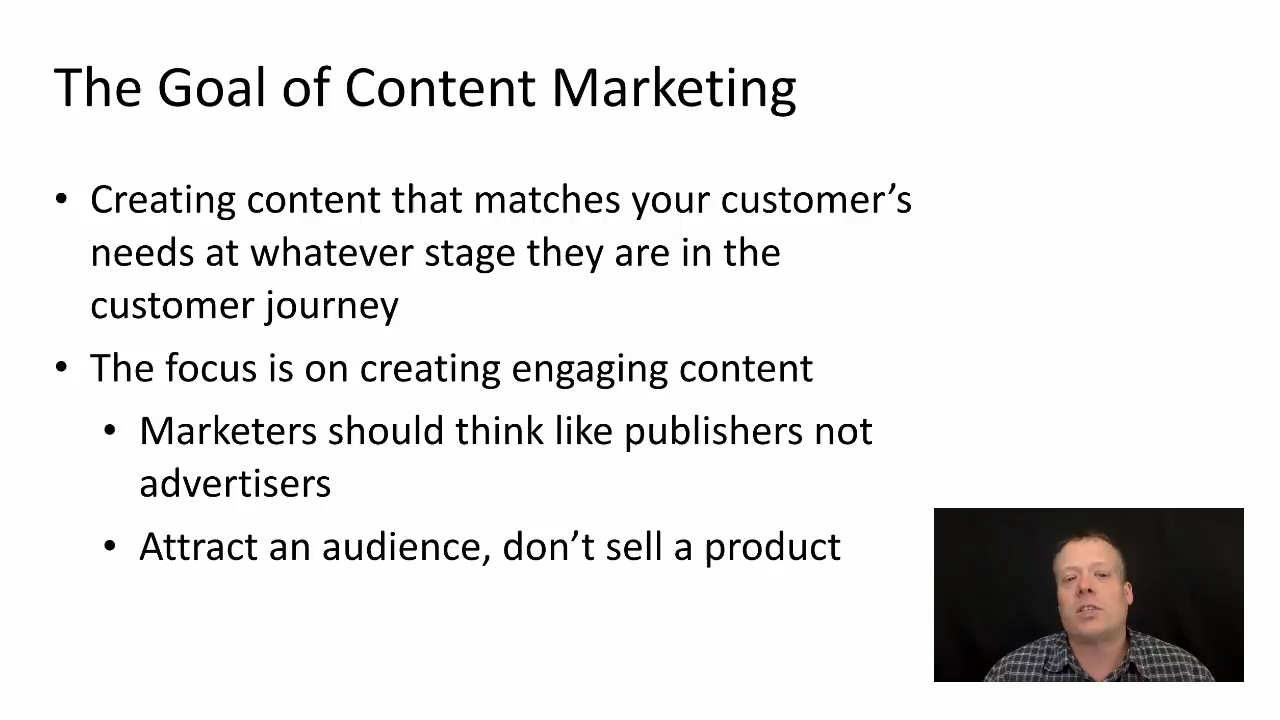 The Goal of Content Marketing
• Creating content that matches your customer’s
needs at whatever stage they are in the
customer journey
• The focus is on creating engaging content
• Marketers should think like publishers not
advertisers
• Attract an audience, don’t sell a product